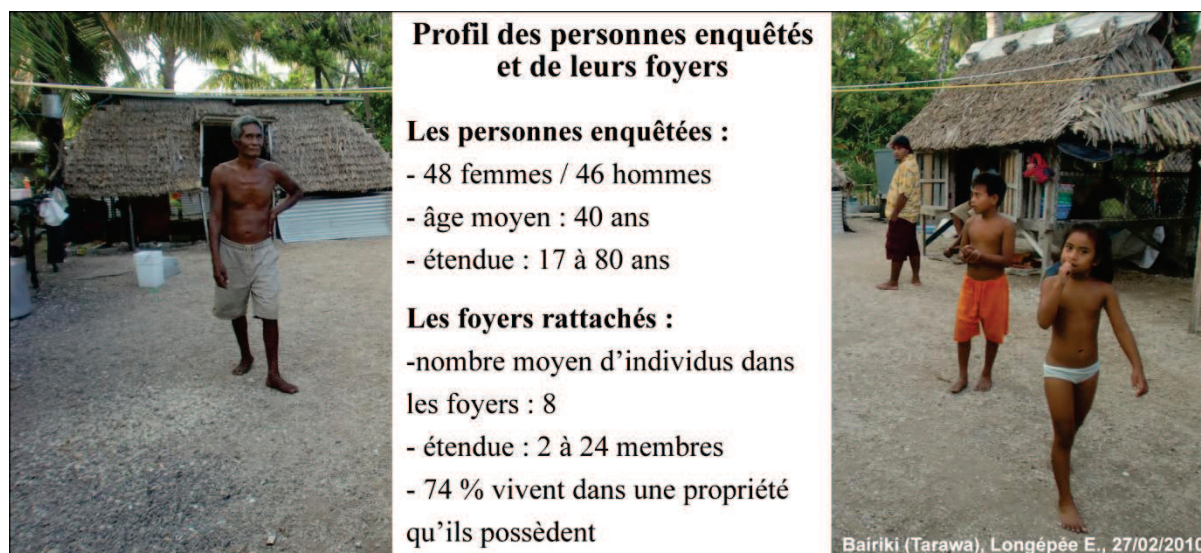 Profil des personnes enquêtés
et de leurs foyers
Les personnes enquêtées :
- 48 femmes / 46 hommes
- âge moyen : 40 ans
- étendue : 17 à 80 ans
Les foyers rattachés :
-nombre moyen d’individus dans
les foyers : 8
- étendue : 2 à 24 membres
- 74 % vivent dans une propriété
qu’ils possèdent
Bairiki (Tarawa), Longépée E., 27/02/2010